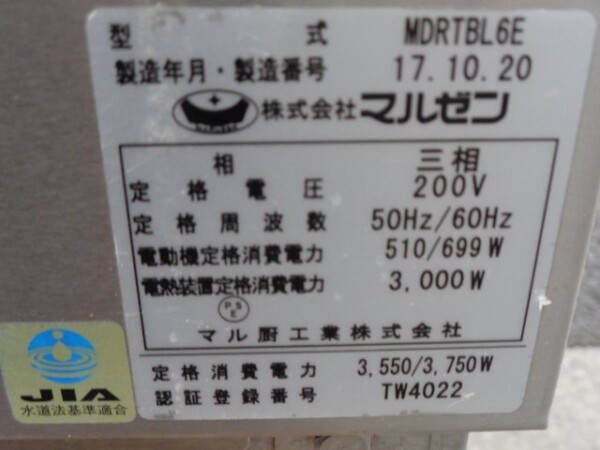 型 式 MDRTBL6E
製造年月・製造番号 17.10.20
株式会社マルゼン
相 三相
定格電圧 200V
定格周波数 50Hz/60Hz
電動機定格消費電力 510/699W
電熱装置定格消費電力 3,000W
PSE
マル厨工業株式会社
定格消費電力 3,550/3,750W
認証登録番号 TW4022
JIA
水道法基準適合